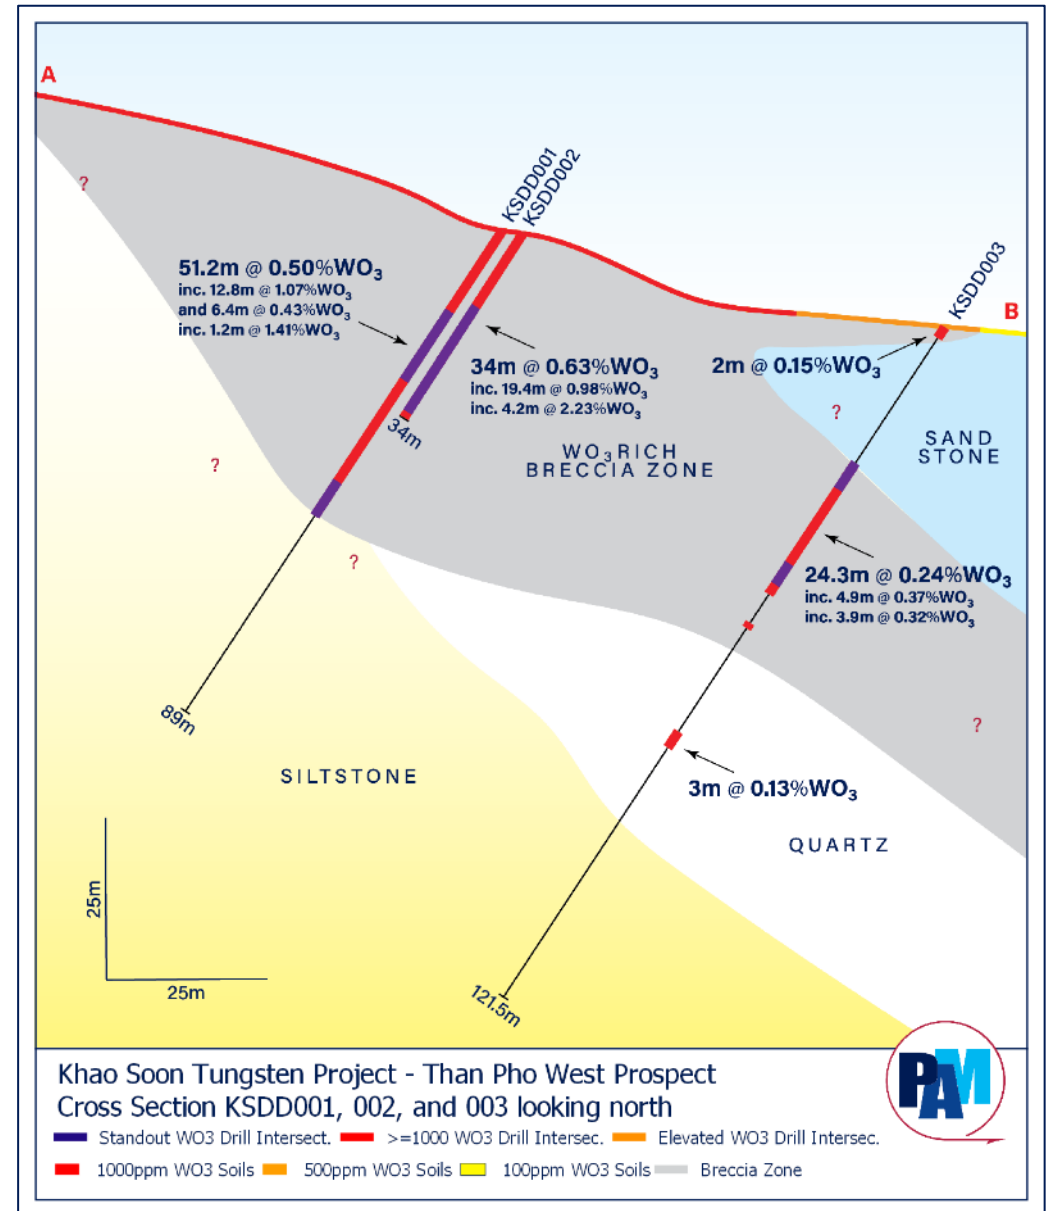 A
KSDD001
KSDD002
KSDD003
B
51.2m @ 0.50%WO3
inc. 12.8m @ 1.07%WO3
and 6.4m @ 0.43%WO3
inc. 1.2m @ 1.41%WO3
34m @ 0.63%WO3
inc. 19.4m @ 0.98%WO3
inc. 4.2m @ 2.23%WO3
2m @ 0.15%WO3
?
?
?
?
?
34m
SAND
STONE
WO3RICH
BRECCIA ZONE
24.3m @ 0.24%WO3
inc. 4.9m @ 0.37%WO3
inc. 3.9m @ 0.32%WO3
89m
SILTSTONE
3m @ 0.13%WO3
QUARTZ
25m
25m
121.5m
Khao Soon Tungsten Project - Than Pho West Prospect
Cross Section KSDD001, 002, and 003 looking north
Standout WO3 Drill Intersect. >=1000 WO3 Drill Intersec. Elevated WO3 Drill Intersec.
1000ppm WO3 Soils 500ppm WO3 Soils 100ppm WO3 Soils Breccia Zone
PAM